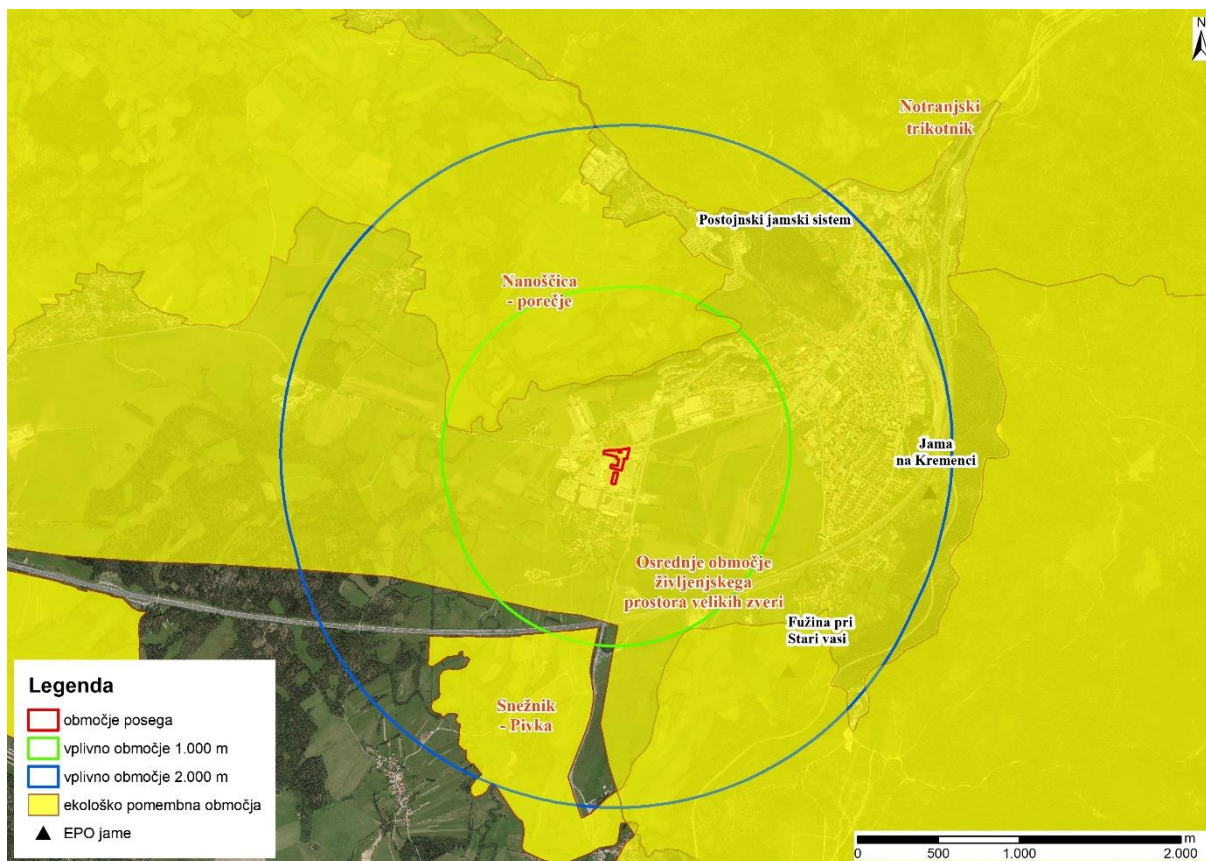 N
Notranjski
trikotnik
Postojnski jamski sistem
Nanoščica
- porečje
Jama
na Kremenci
Osrednje območje
življenjskega
prostora velikih zveri
Fužina pri
Stari vasi
Snežnik
- Pivka
Legenda
območje posega
vplivno območje 1.000 m
vplivno območje 2.000 m
ekološko pomembna območja
EPO jame
m
0 500 1.000 2.000